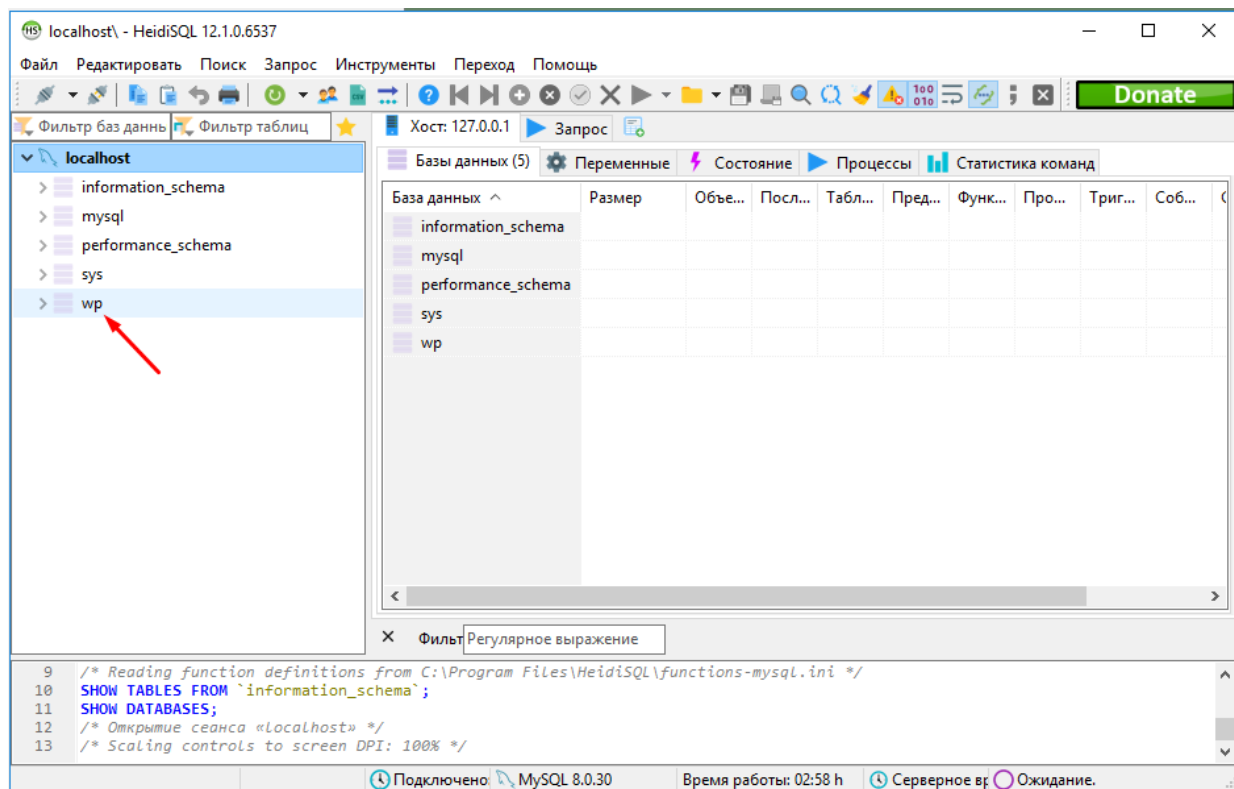 localhost\ - HeidiSQL 12.1.0.6537
Файл Редактировать Поиск Запрос Инструменты Переход Помощь
Donate
Фильтр баз даннь Фильтр таблиц
Хост: 127.0.0.1 Запрос
localhost
information_schema
mysql
performance_schema
sys
wp
Базы данных (5) Переменные Состояние Процессы Статистика команд
База данных Размер Объе... Посл... Табл... Пред... Функ... Про... Триг... Соб...
information_schema
mysql
performance_schema
sys
wp
Фильт Регулярное выражение
9 /* Reading function definitions from C:\Program Files\HeidiSQL\functions-mysql.ini */
10 SHOW TABLES FROM `information_schema`;
11 SHOW DATABASES;
12 /* Открытие сеанса «localhost» */
13 /* Scaling controls to screen DPI: 100% */
Подключено: MySQL 8.0.30 Время работы: 02:58 h Серверное вр Ожидание.